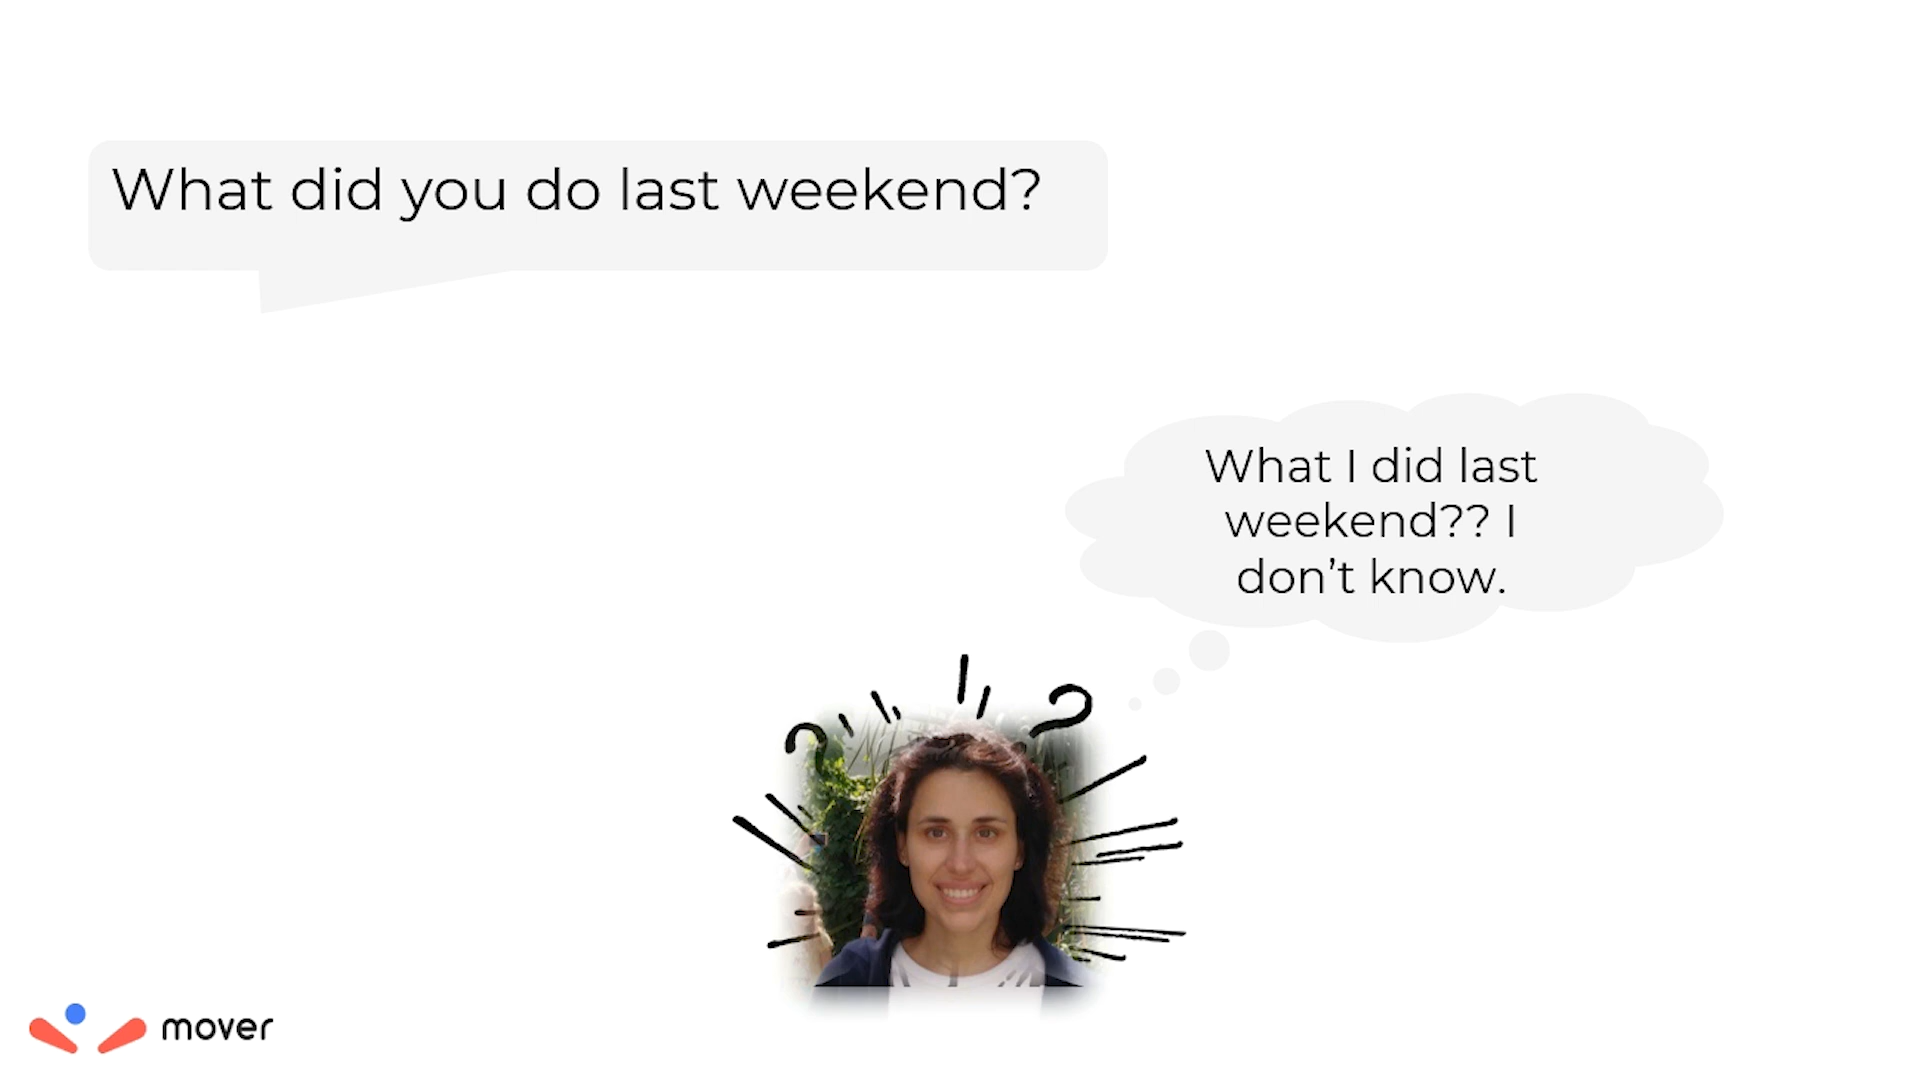 What did you do last weekend?
What I did last
weekend?? I
don’t know.
mover